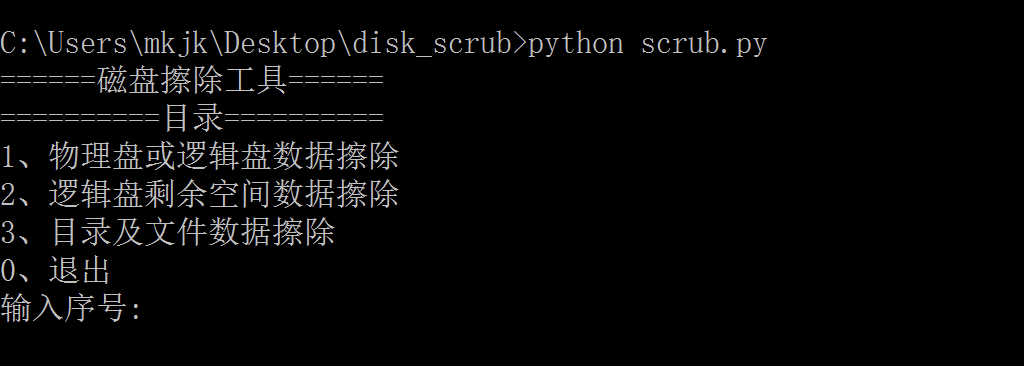 C:\Users\mkjk\Desktop\disk_scrub>python scrub.py
======磁盘擦除工具======
==========目录==========
1、物理盘或逻辑盘数据擦除
2、逻辑盘剩余空间数据擦除
3、目录及文件数据擦除
0、退出
输入序号: